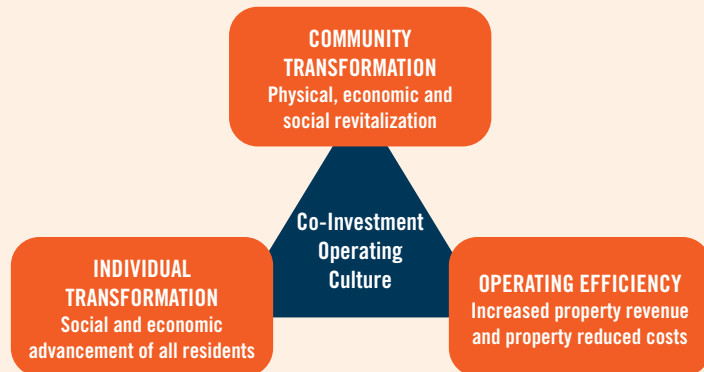 COMMUNITY
TRANSFORMATION
Physical, economic and
social revitalization
Co-Investment
Operating
Culture
INDIVIDUAL
TRANSFORMATION
Social and economic
advancement of all residents
OPERATING EFFICIENCY
Increased property revenue
and property reduced costs